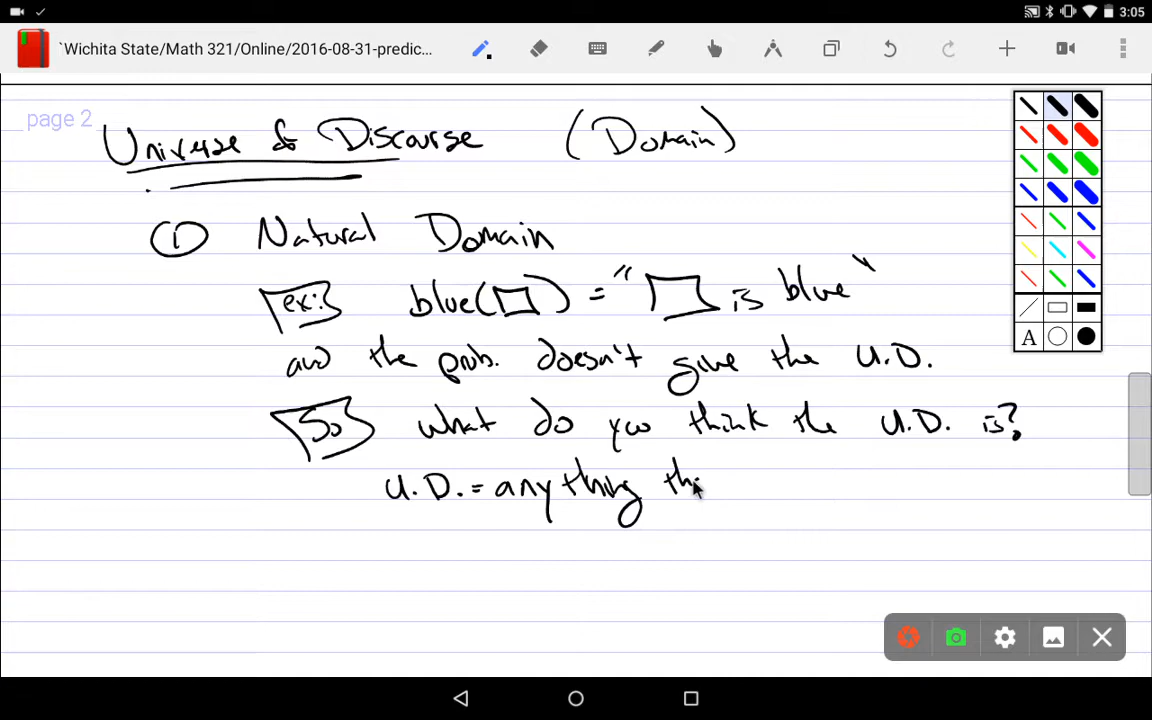 3:05
`Wichita State/Math 321/Online/2016-08-31-predic...
page 2
Universe of Discourse (Domain)
① Natural Domain
ex: blue(□) = "□ is blue"
and the prob. doesn't give the U.D.
So what do you think the U.D. is?
U.D. = anything th
A